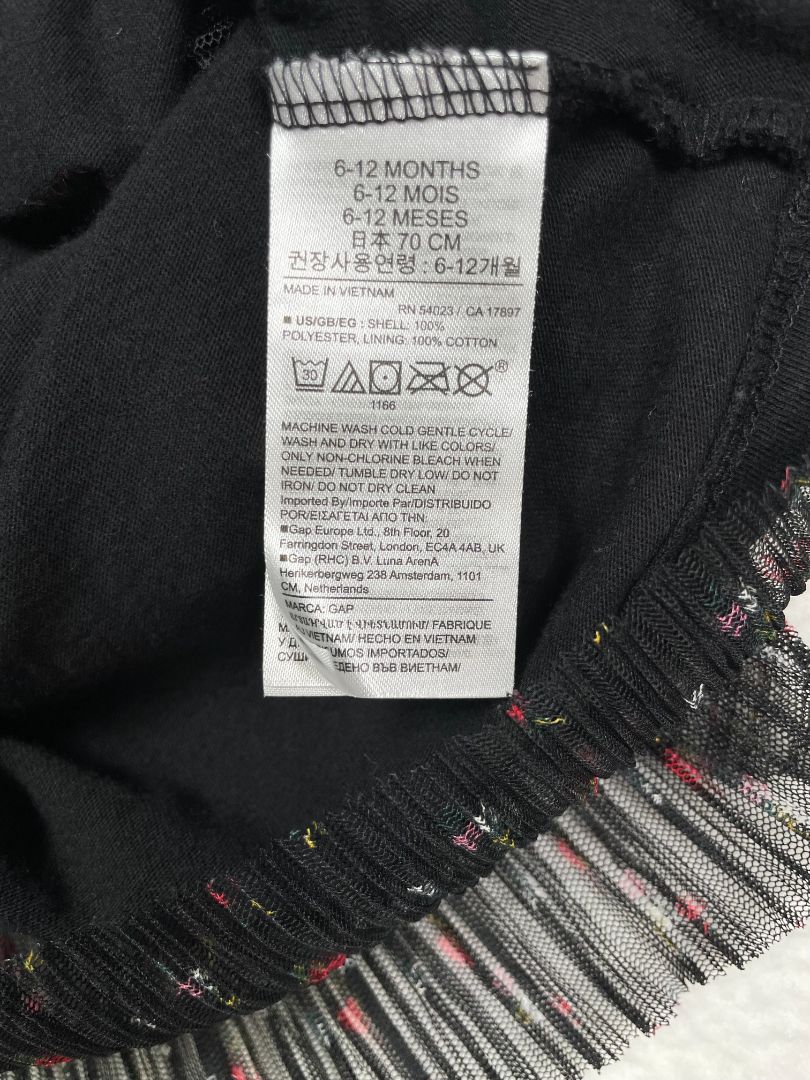 6-12 MONTHS
6-12 MOIS
6-12 MESES
日本 70 CM
권장사용연령 : 6-12개월
MADE IN VIETNAM
RN 54023 / CA 17897
US/GB/EG : SHELL: 100%
POLYESTER, LINING: 100% COTTON
30
®
1166
MACHINE WASH COLD GENTLE CYCLE/
WASH AND DRY WITH LIKE COLORS/
ONLY NON-CHLORINE BLEACH WHEN
NEEDED/ TUMBLE DRY LOW/ DO NOT
IRON/ DO NOT DRY CLEAN
Imported By/Importe Par/DISTRIBUIDO
POR/ΕΙΣΑΓΕΤΑΙ ΑΠΟ ΤΗΝ:
Gap Europe Ltd., 8th Floor, 20
Farringdon Street, London, EC4A 4AB, UK
Gap (RHC) B.V. Luna ArenA
Herikerbergweg 238 Amsterdam, 1101
CM, Netherlands
MARCA: GAP
FABRIQUE
VIETNAM/ HECHO EN VIETNAM
IMPORTADOS/
ВЪВ ВИЕТНАМ/